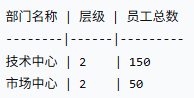 部门名称 | 层级 | 员工总数
---------|------|---------
技术中心 | 2    | 150
市场中心 | 2    | 50